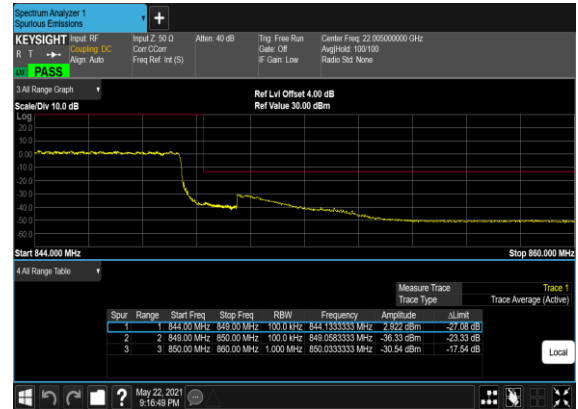 Spectrum Analyzer 1
Spurious Emissions
KEYSIGHT Input: RF Input Z: 50 Ω Atten: 40 dB Trig: Free Run Center Freq: 22.005000000 GHz
R T Coupling: DC Corr CCorr Gate: Off Avg|Hold: 100/100
Align: Auto Freq Ref: Int (S) IF Gain: Low Radio Std: None
LXI PASS
3 All Range Graph
Ref Lvl Offset 4.00 dB
Scale/Div 10.0 dB Ref Value 30.00 dBm
Log
20.0
10.0
0.00
-10.0
-20.0
-30.0
-40.0
-50.0
-60.0
Start 844.000 MHz Stop 860.000 MHz
4 All Range Table
Measure Trace Trace 1
Trace Type Trace Average (Active)
Spur Range Start Freq Stop Freq RBW Frequency Amplitude ΔLimit
1 1 844.00 MHz 849.00 MHz 100.0 kHz 844.1333333 MHz 2.922 dBm -27.08 dB
2 2 849.00 MHz 850.00 MHz 100.0 kHz 849.0583333 MHz -36.33 dBm -23.33 dB
3 3 850.00 MHz 860.00 MHz 1.000 MHz 850.0333333 MHz -30.54 dBm -17.54 dB
Local
? May 22, 2021
9:16:49 PM